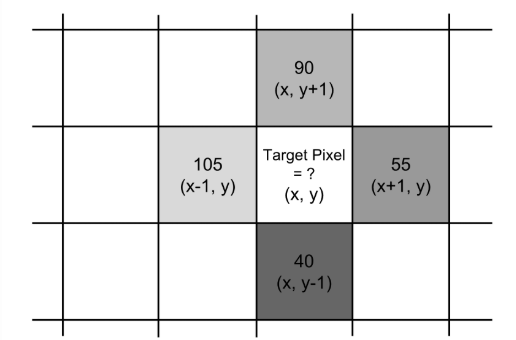 90
(x, y+1)
105
(x-1, y)
Target Pixel
= ?
(x, y)
55
(x+1, y)
40
(x, y-1)